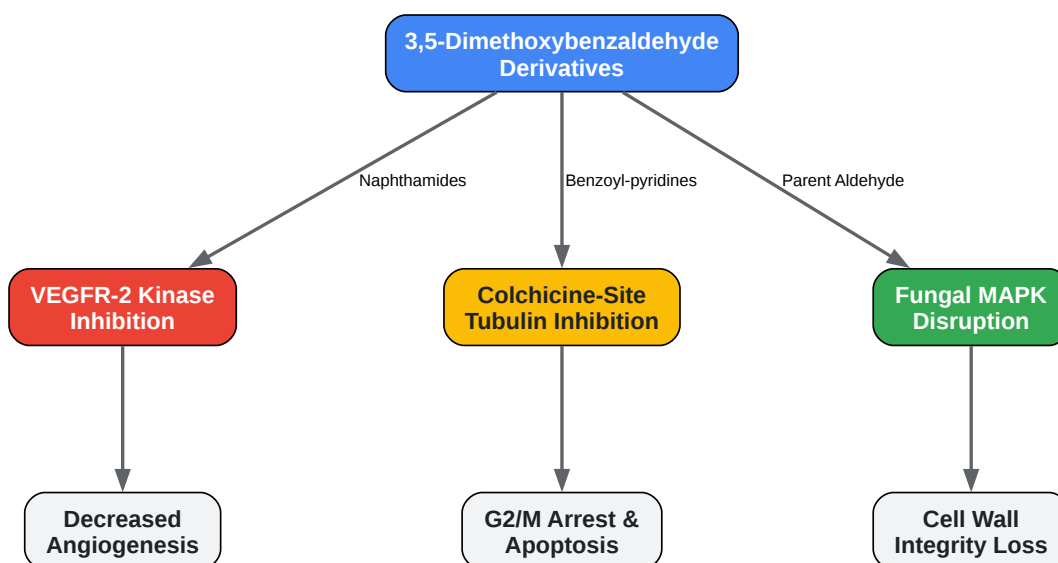 3,5-Dimethoxybenzaldehyde
Derivatives
Naphthamides
Benzoyl-pyridines
Parent Aldehyde
VEGFR-2 Kinase
Inhibition
Colchicine-Site
Tubulin Inhibition
Fungal MAPK
Disruption
Decreased
Angiogenesis
G2/M Arrest &
Apoptosis
Cell Wall
Integrity Loss